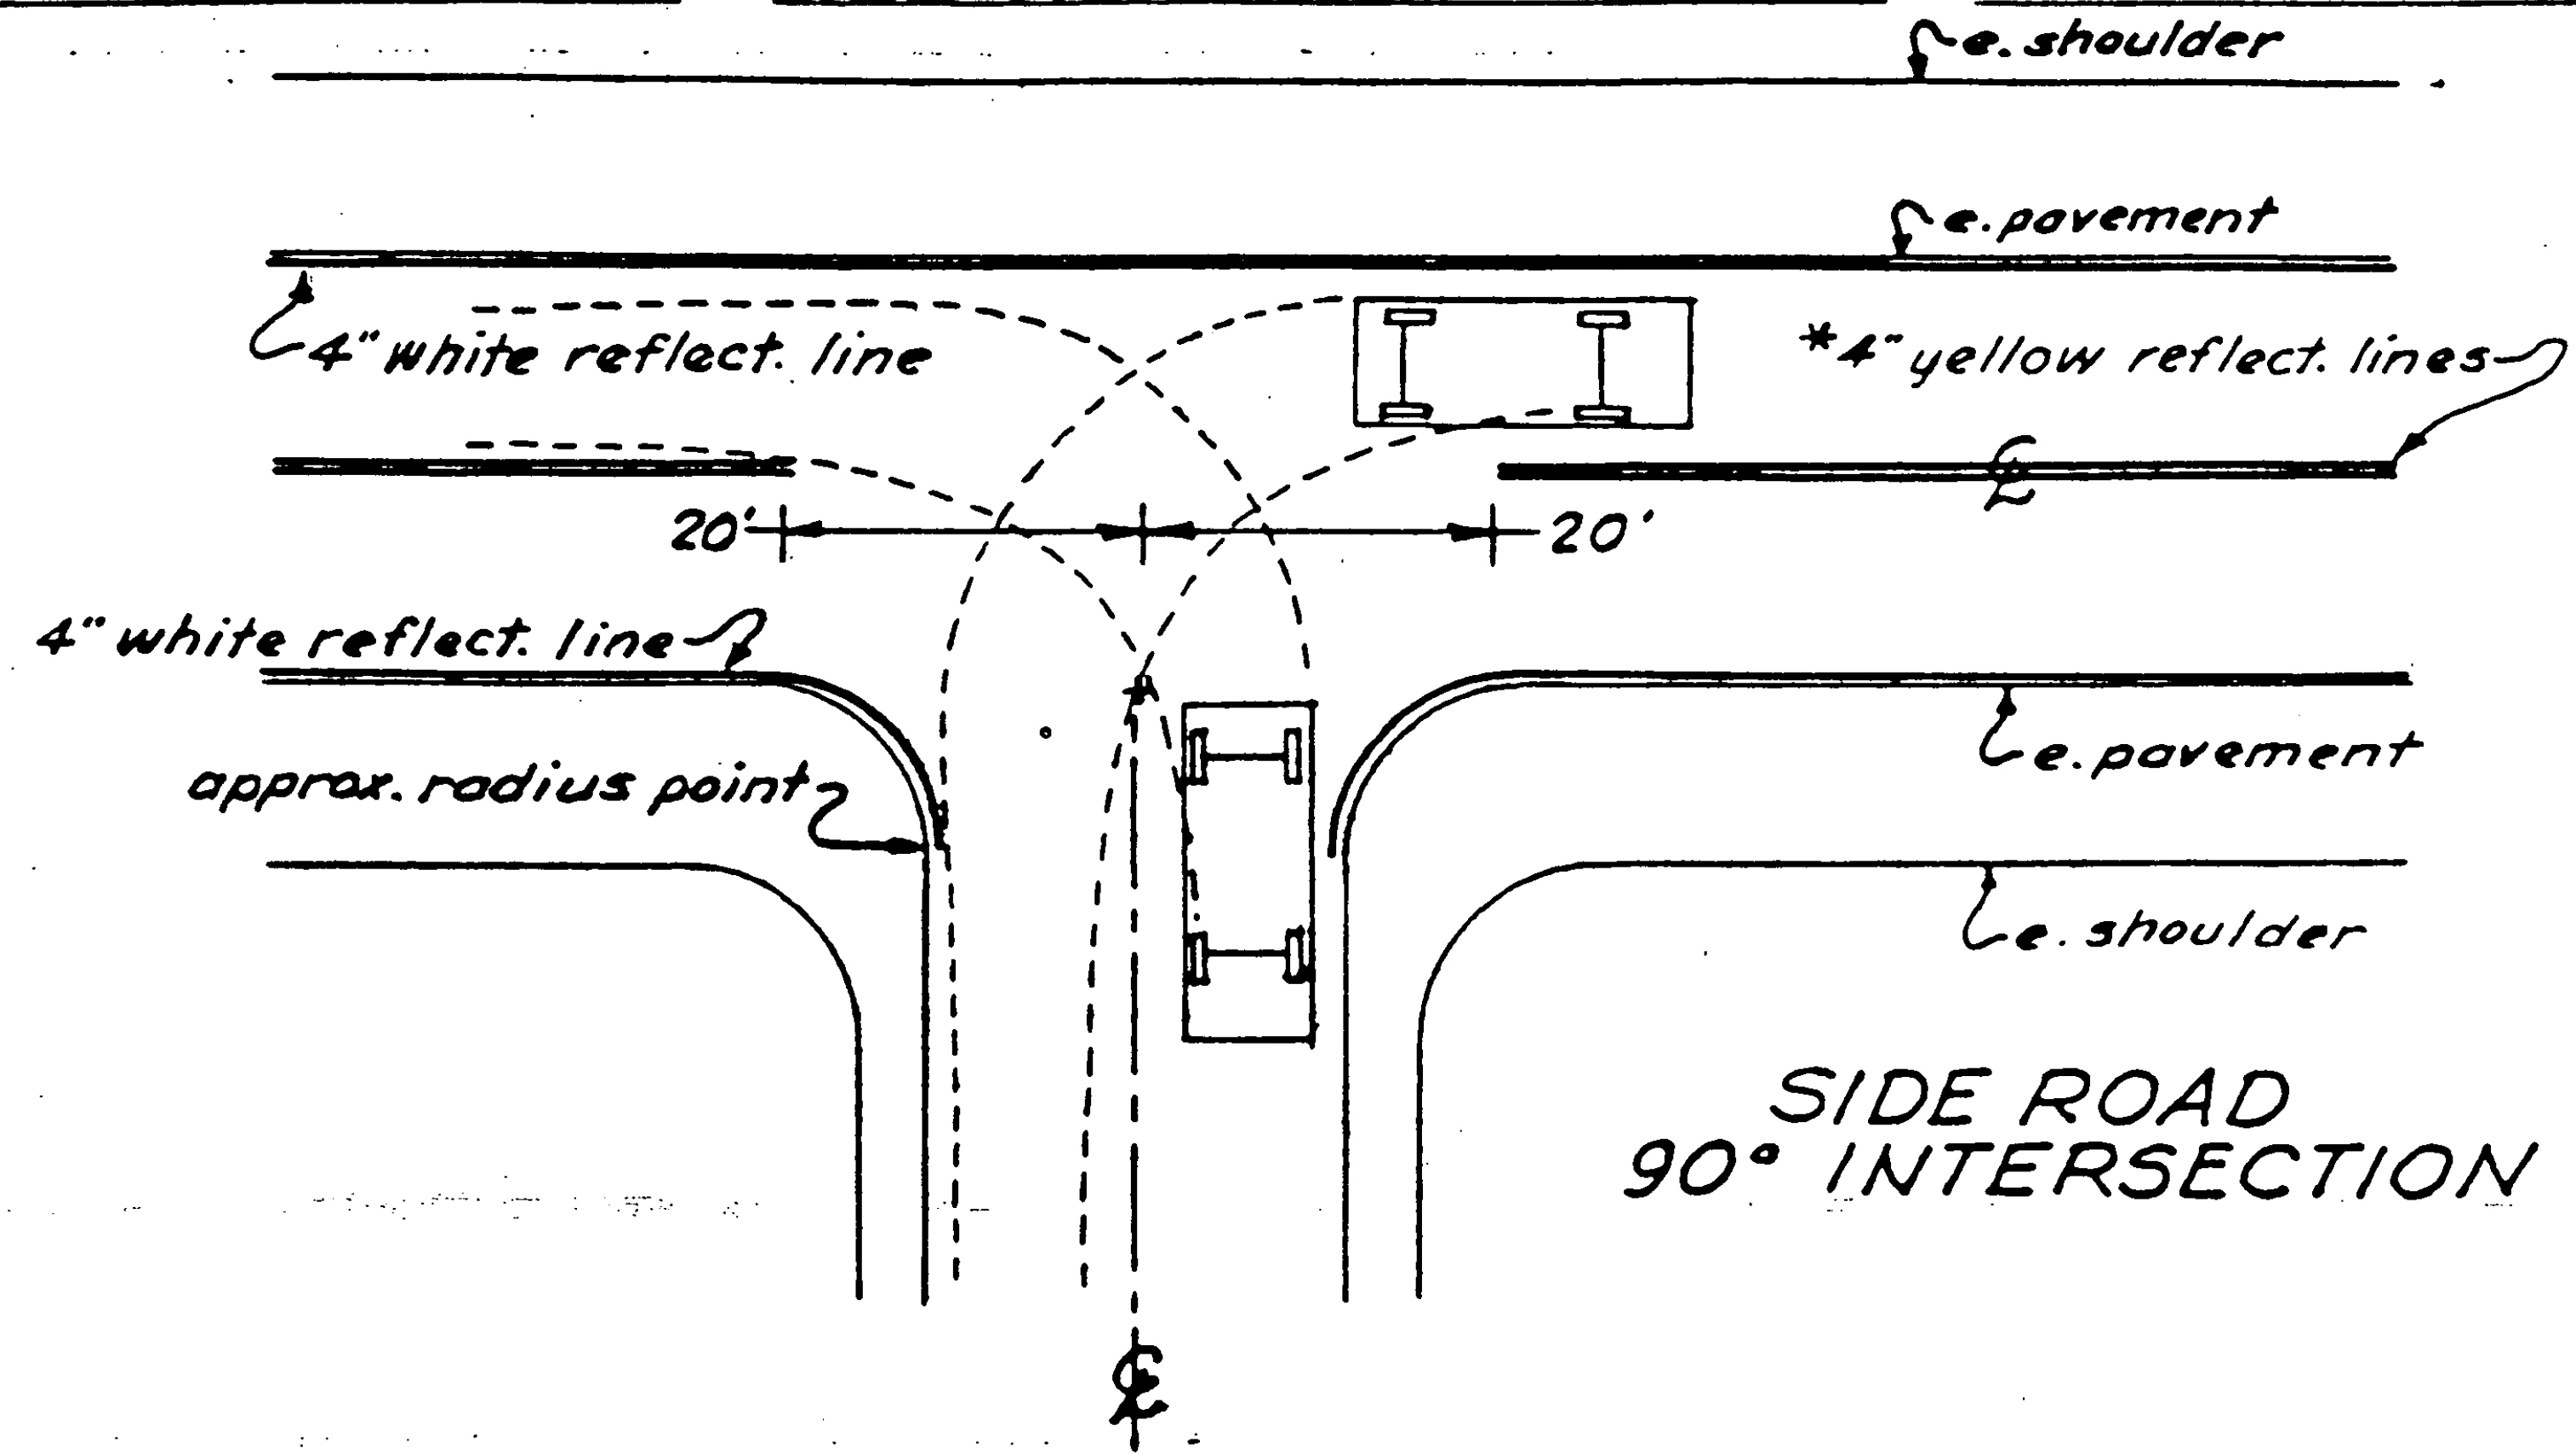 e. shoulder
e. pavement
4" white reflect. line
*4" yellow reflect. lines
℄
20' 20'
4" white reflect. line
approx. radius point
e. pavement
e. shoulder
SIDE ROAD
90° INTERSECTION
℄